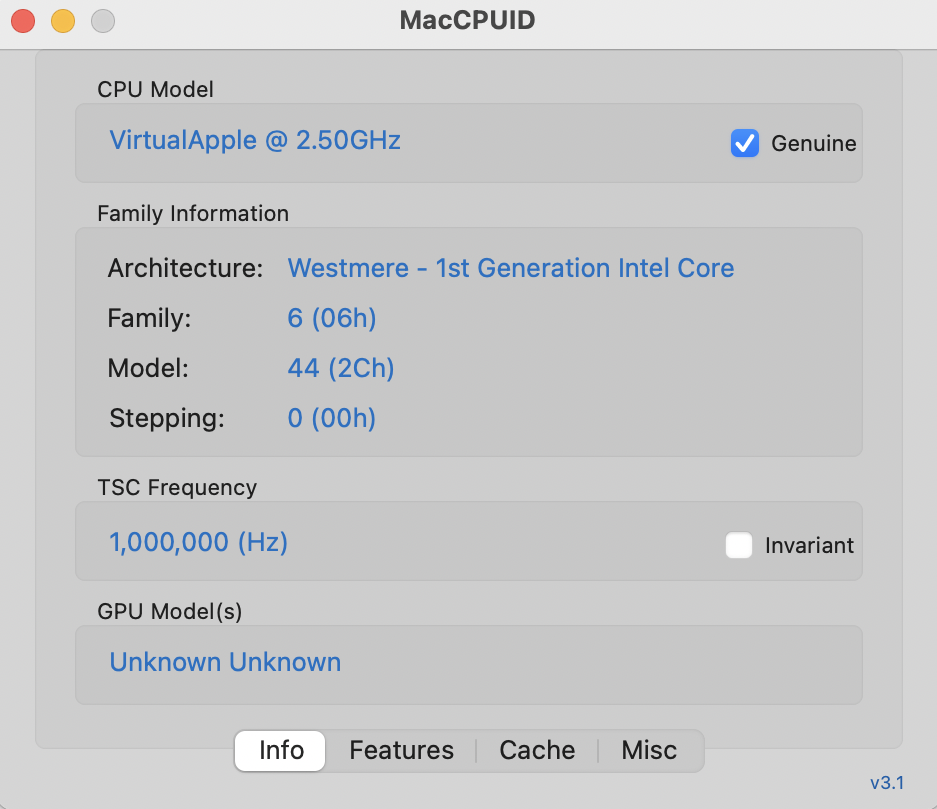 MacCPUID
CPU Model
VirtualApple @ 2.50GHz
Genuine
Family Information
Architecture: Westmere - 1st Generation Intel Core
Family: 6 (06h)
Model: 44 (2Ch)
Stepping: 0 (00h)
TSC Frequency
1,000,000 (Hz)
Invariant
GPU Model(s)
Unknown Unknown
Info Features Cache Misc
v3.1